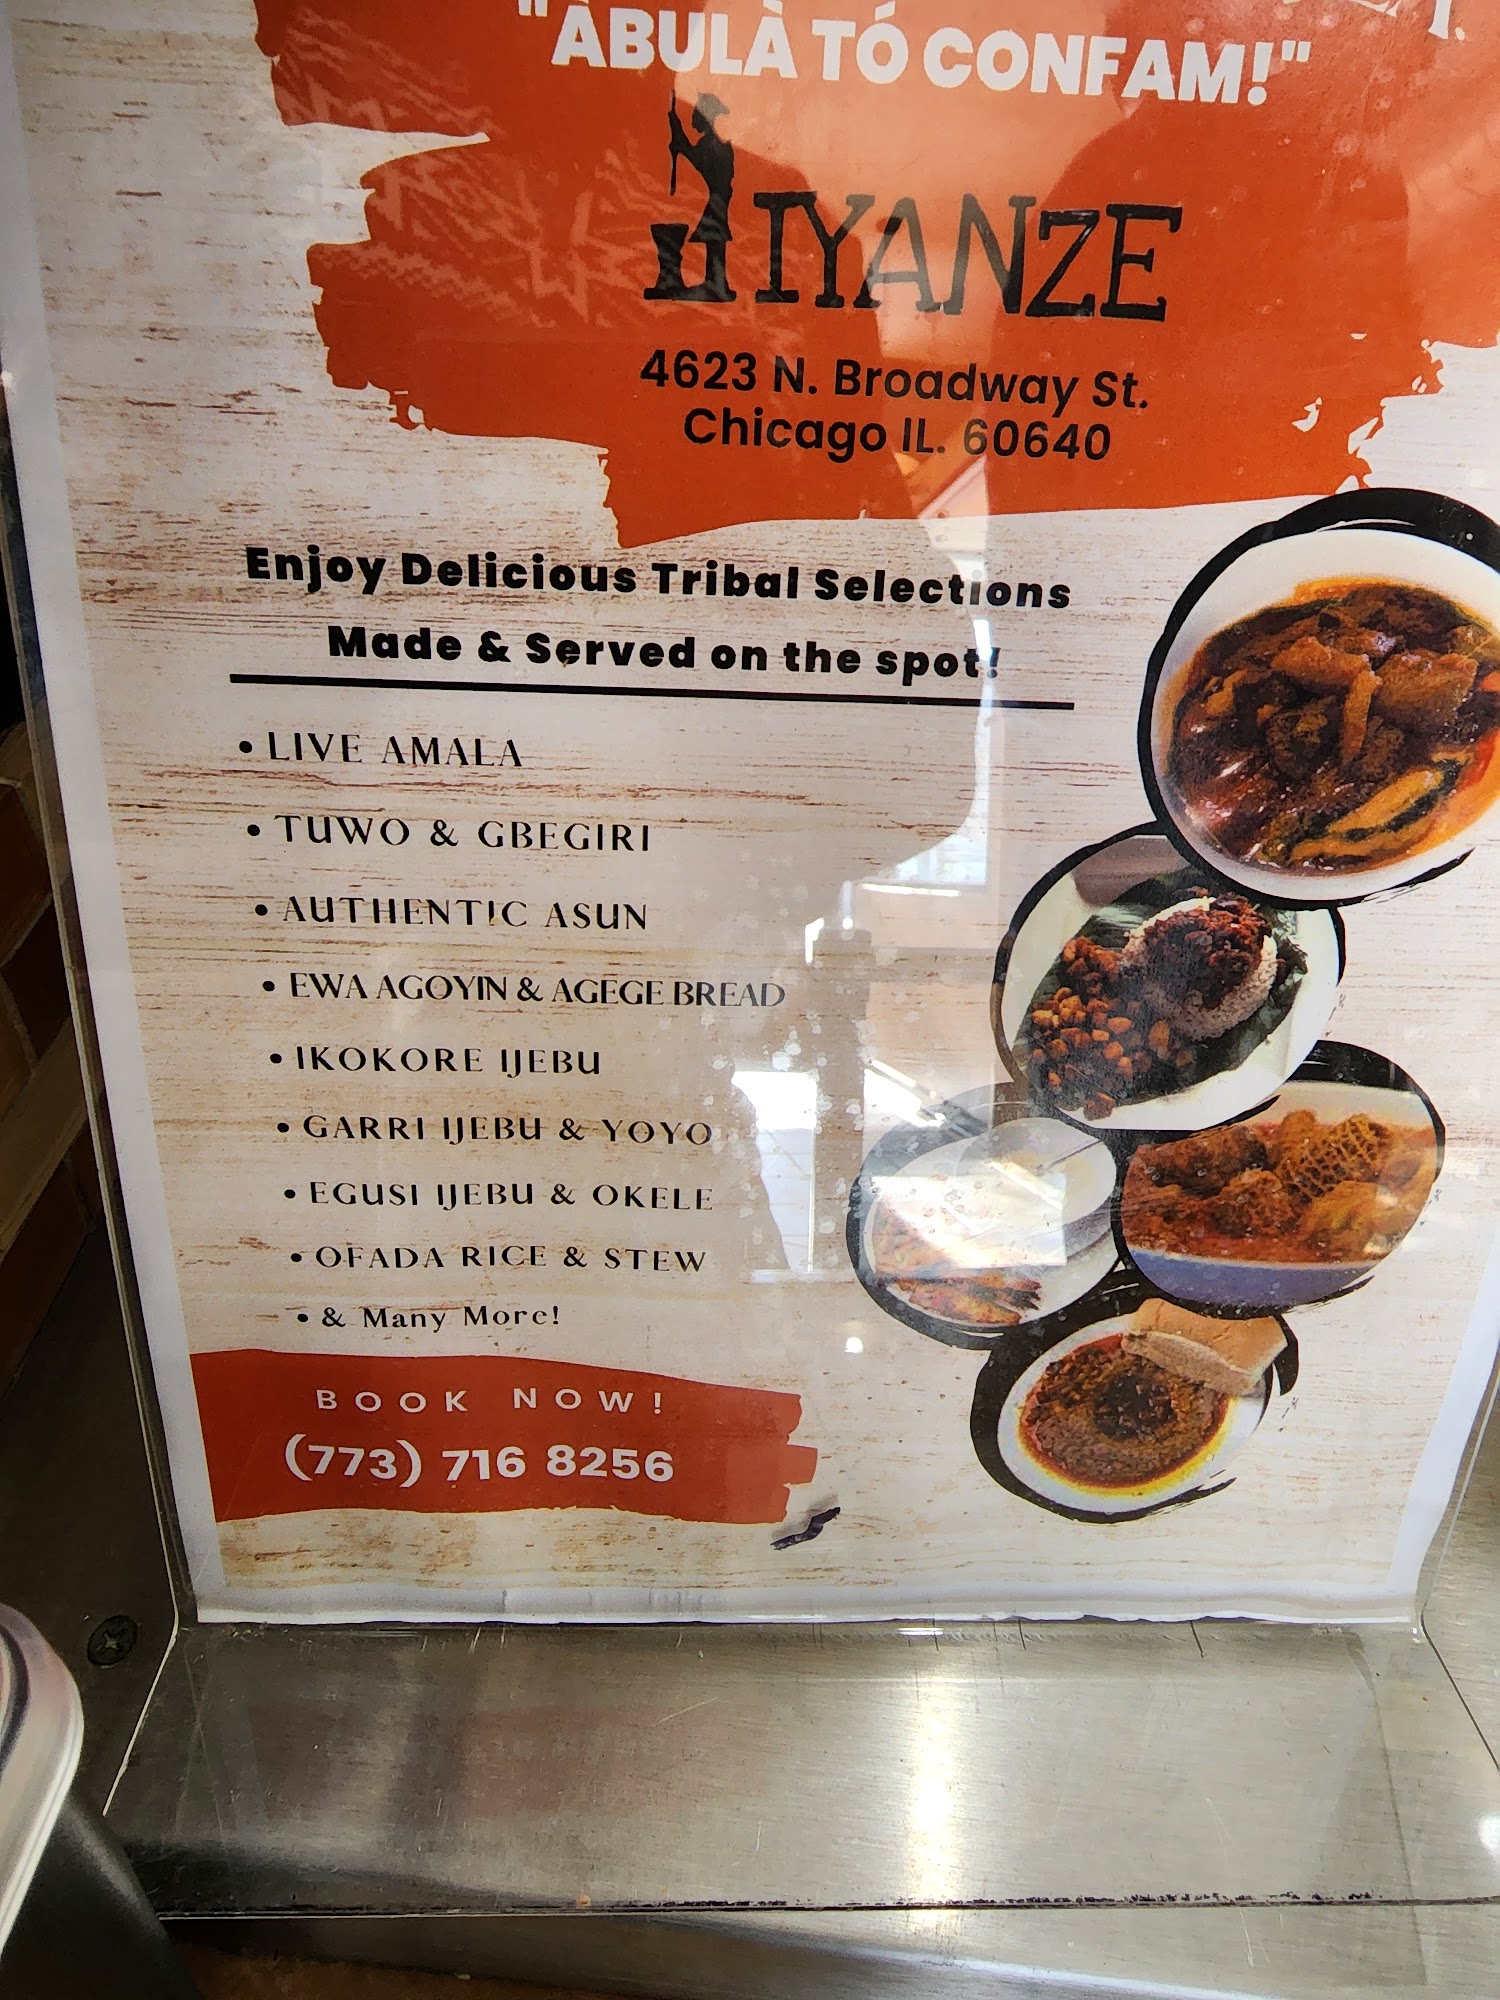 "ÀBULÀ TÓ CONFAM!"
IYANZE
4623 N. Broadway St.
Chicago IL. 60640
Enjoy Delicious Tribal Selections
Made & Served on the spot!
• LIVE AMALA
• TUWO & GBEGIRI
• AUTHENTIC ASUN
• EWA AGOYIN & AGEGE BREAD
• IKOKORE IJEBU
• GARRI IJEBU & YOYO
• EGUSI IJEBU & OKELE
• OFADA RICE & STEW
• & Many More!
BOOK NOW!
(773) 716 8256